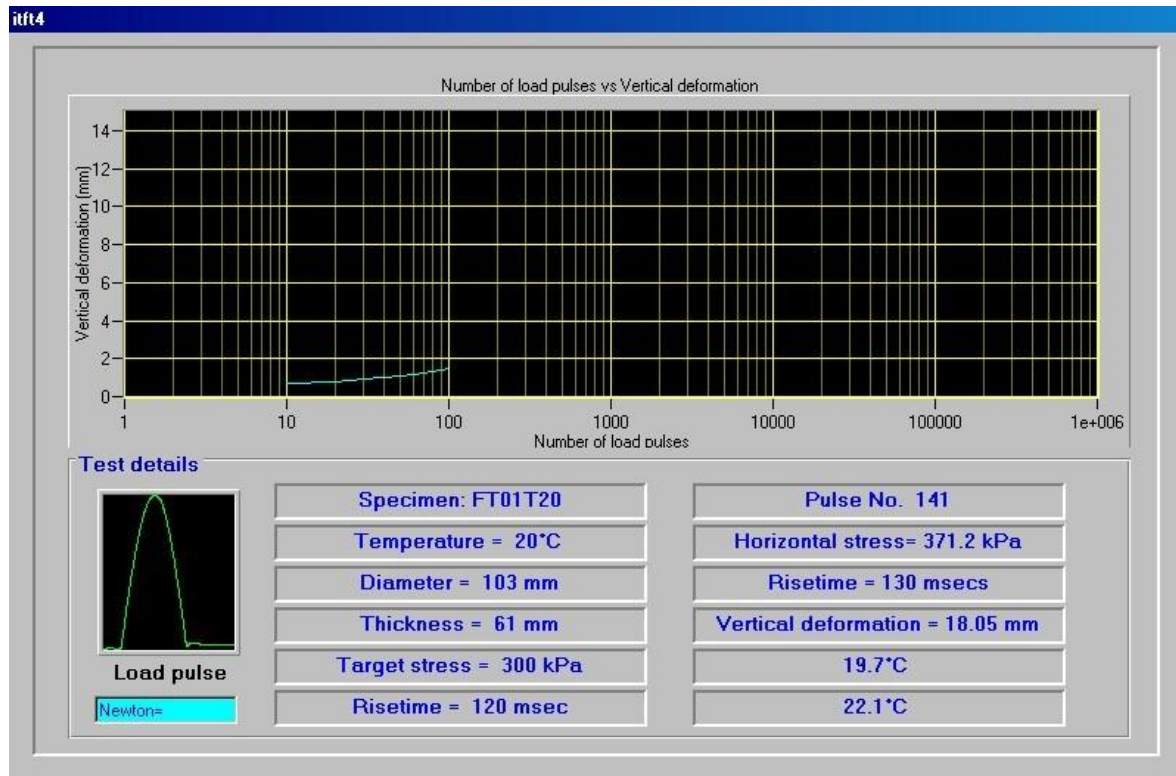 itft4
Number of load pulses vs Vertical deformation
Vertical deformation (mm)
14
12
10
8
6
4
2
0
1 10 100 1000 10000 100000 1e+006
Number of load pulses
Test details
Load pulse
Newton=
Specimen: FT01T20
Temperature = 20°C
Diameter = 103 mm
Thickness = 61 mm
Target stress = 300 kPa
Risetime = 120 msec
Pulse No. 141
Horizontal stress= 371.2 kPa
Risetime = 130 msecs
Vertical deformation = 18.05 mm
19.7°C
22.1°C